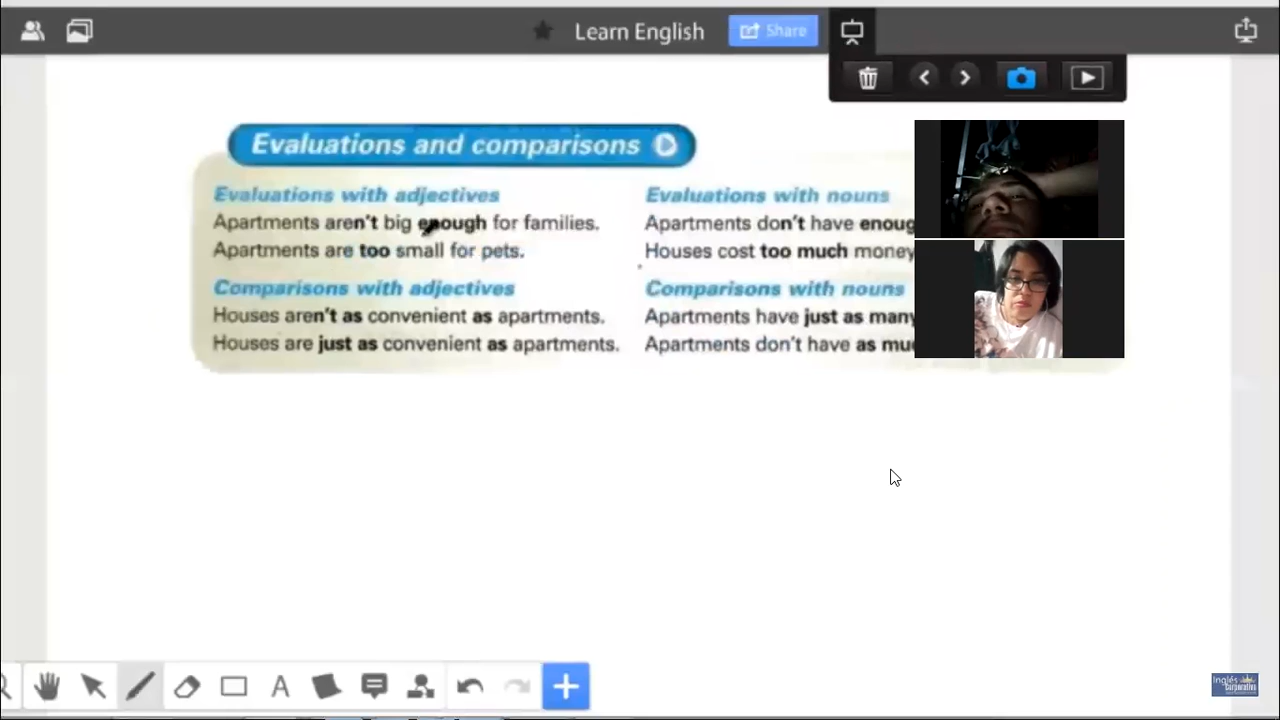 Learn English
Share
Evaluations and comparisons
Evaluations with adjectives
Apartments aren't big enough for families.
Apartments are too small for pets.
Comparisons with adjectives
Houses aren't as convenient as apartments.
Houses are just as convenient as apartments.
Evaluations with nouns
Apartments don't have
Houses cost too much money
Comparisons with nouns
Apartments have just as many
Apartments don't have as
A
Inglés
Corporativo